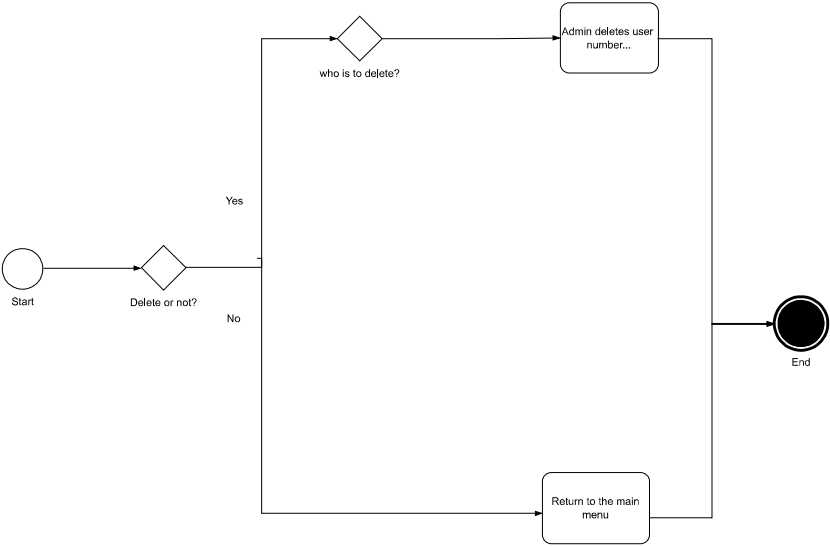 Admin deletes user
number...
who is to delete?
Yes
Start
Delete or not?
No
End
Return to the main
menu